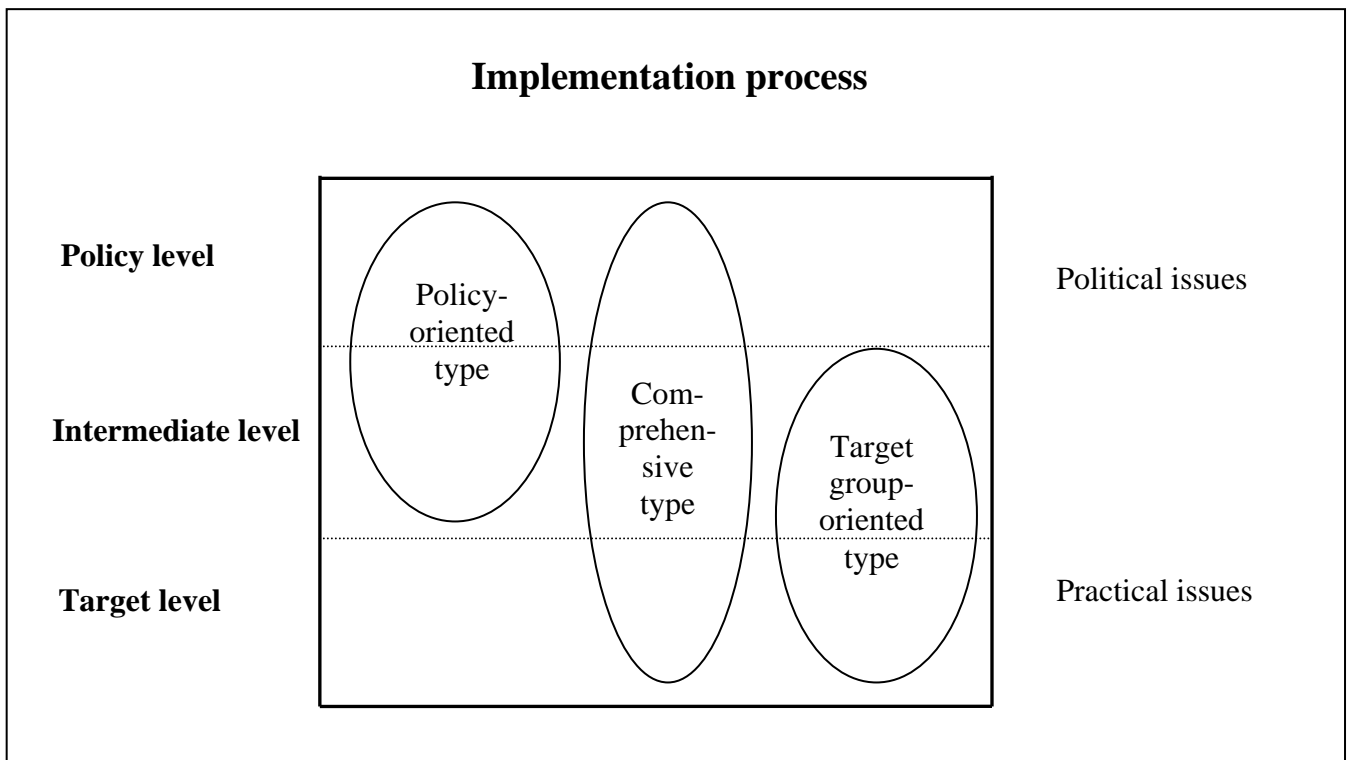 Implementation process
Policy level
Policy-
oriented
type
Political issues
Intermediate level
Com-
prehen-
sive
type
Target
group-
oriented
type
Target level
Practical issues